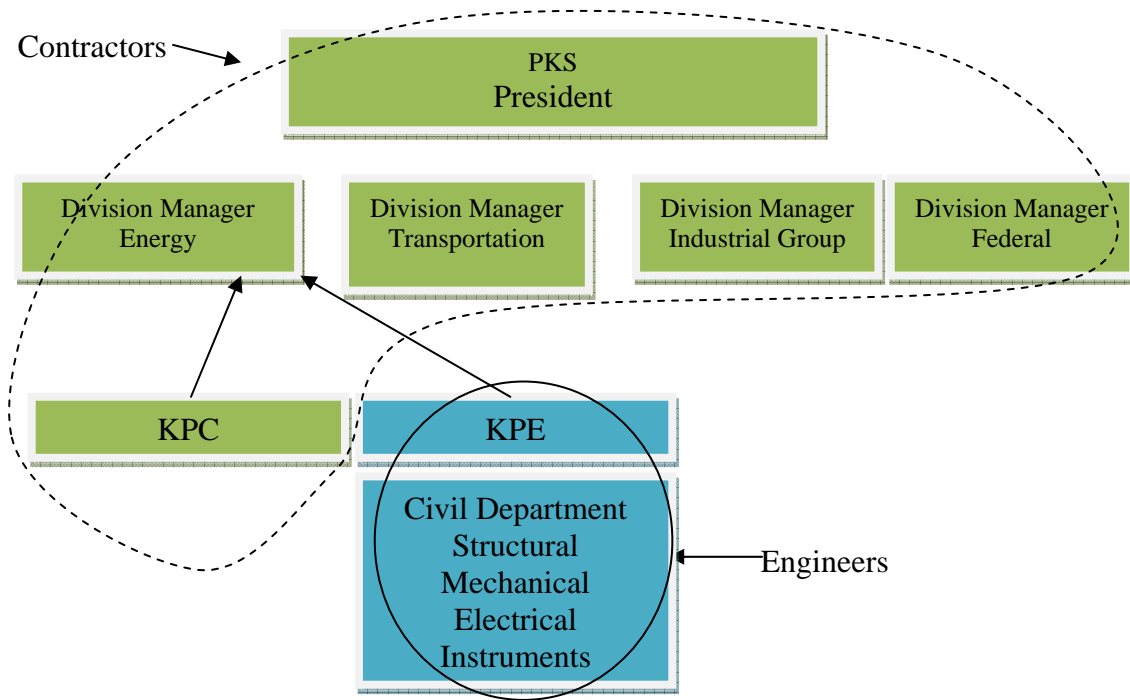 Contractors
PKS
President
Division Manager
Energy
Division Manager
Transportation
Division Manager
Industrial Group
Division Manager
Federal
KPC
KPE
Civil Department
Structural
Mechanical
Electrical
Instruments
Engineers